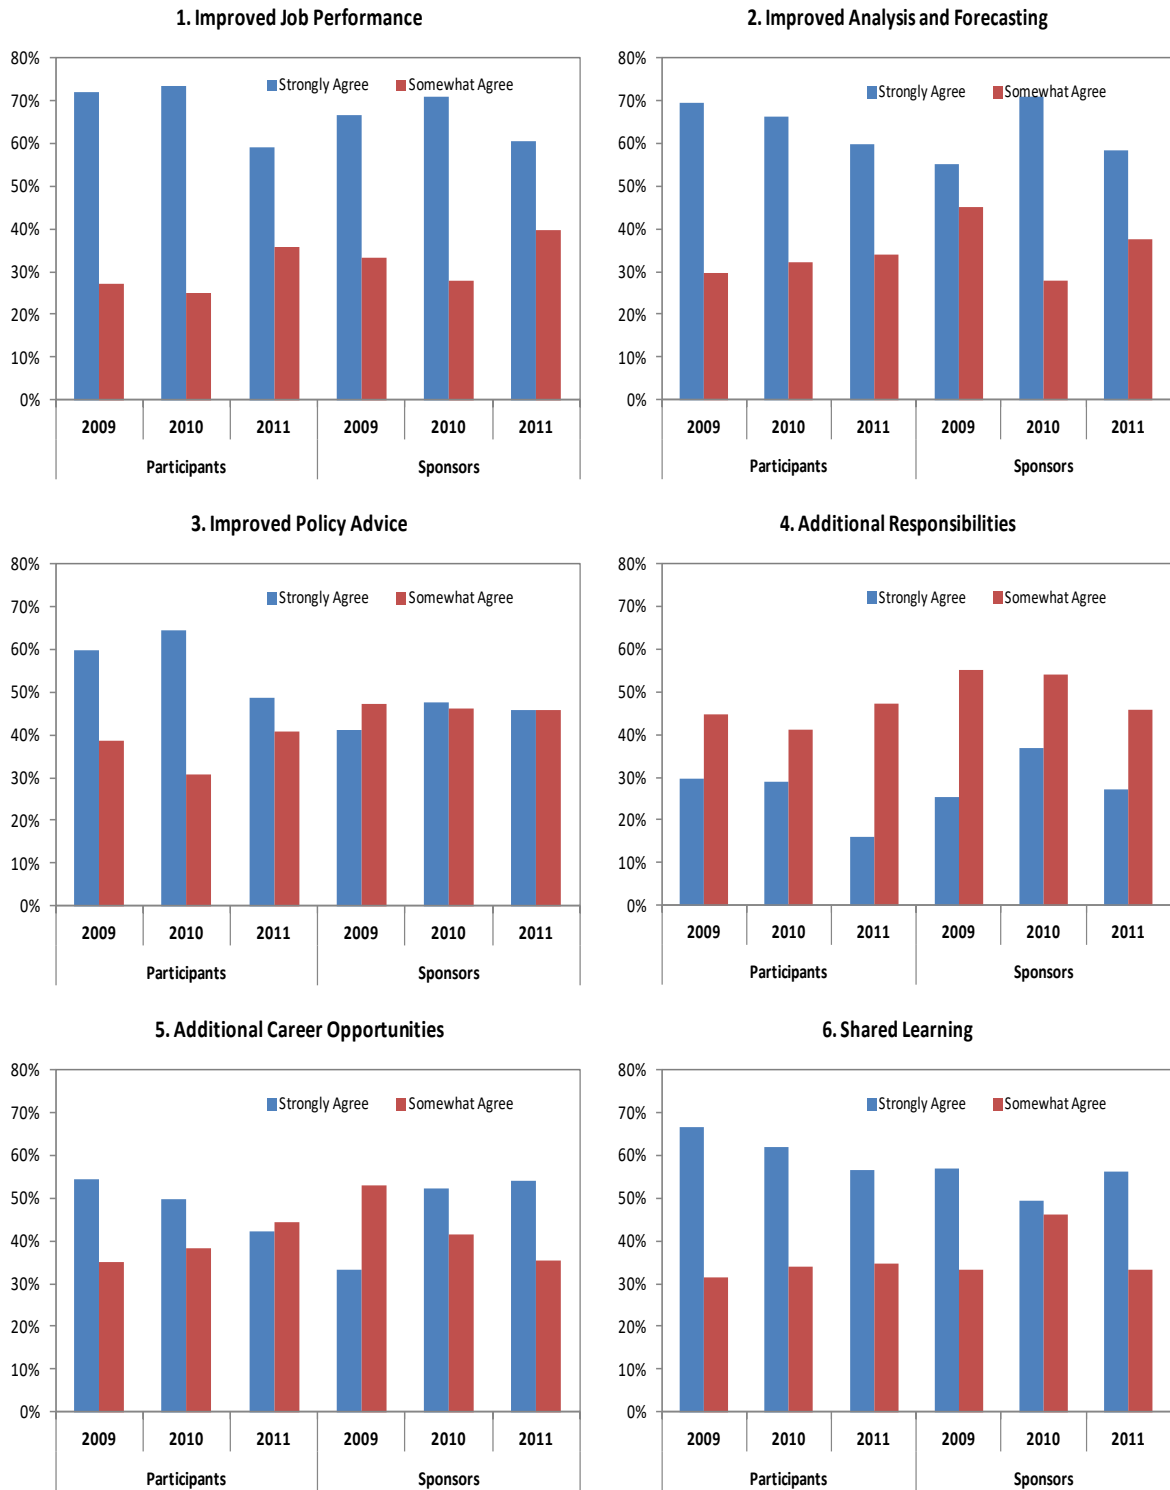 1. Improved Job Performance
80%
70%
60%
50%
40%
30%
20%
10%
0%
Strongly Agree Somewhat Agree
2009 2010 2011 2009 2010 2011
Participants Sponsors
2. Improved Analysis and Forecasting
80%
70%
60%
50%
40%
30%
20%
10%
0%
Strongly Agree Somewhat Agree
2009 2010 2011 2009 2010 2011
Participants Sponsors
3. Improved Policy Advice
80%
70%
60%
50%
40%
30%
20%
10%
0%
Strongly Agree Somewhat Agree
2009 2010 2011 2009 2010 2011
Participants Sponsors
4. Additional Responsibilities
80%
70%
60%
50%
40%
30%
20%
10%
0%
Strongly Agree Somewhat Agree
2009 2010 2011 2009 2010 2011
Participants Sponsors
5. Additional Career Opportunities
80%
70%
60%
50%
40%
30%
20%
10%
0%
Strongly Agree Somewhat Agree
2009 2010 2011 2009 2010 2011
Participants Sponsors
6. Shared Learning
80%
70%
60%
50%
40%
30%
20%
10%
0%
Strongly Agree Somewhat Agree
2009 2010 2011 2009 2010 2011
Participants Sponsors